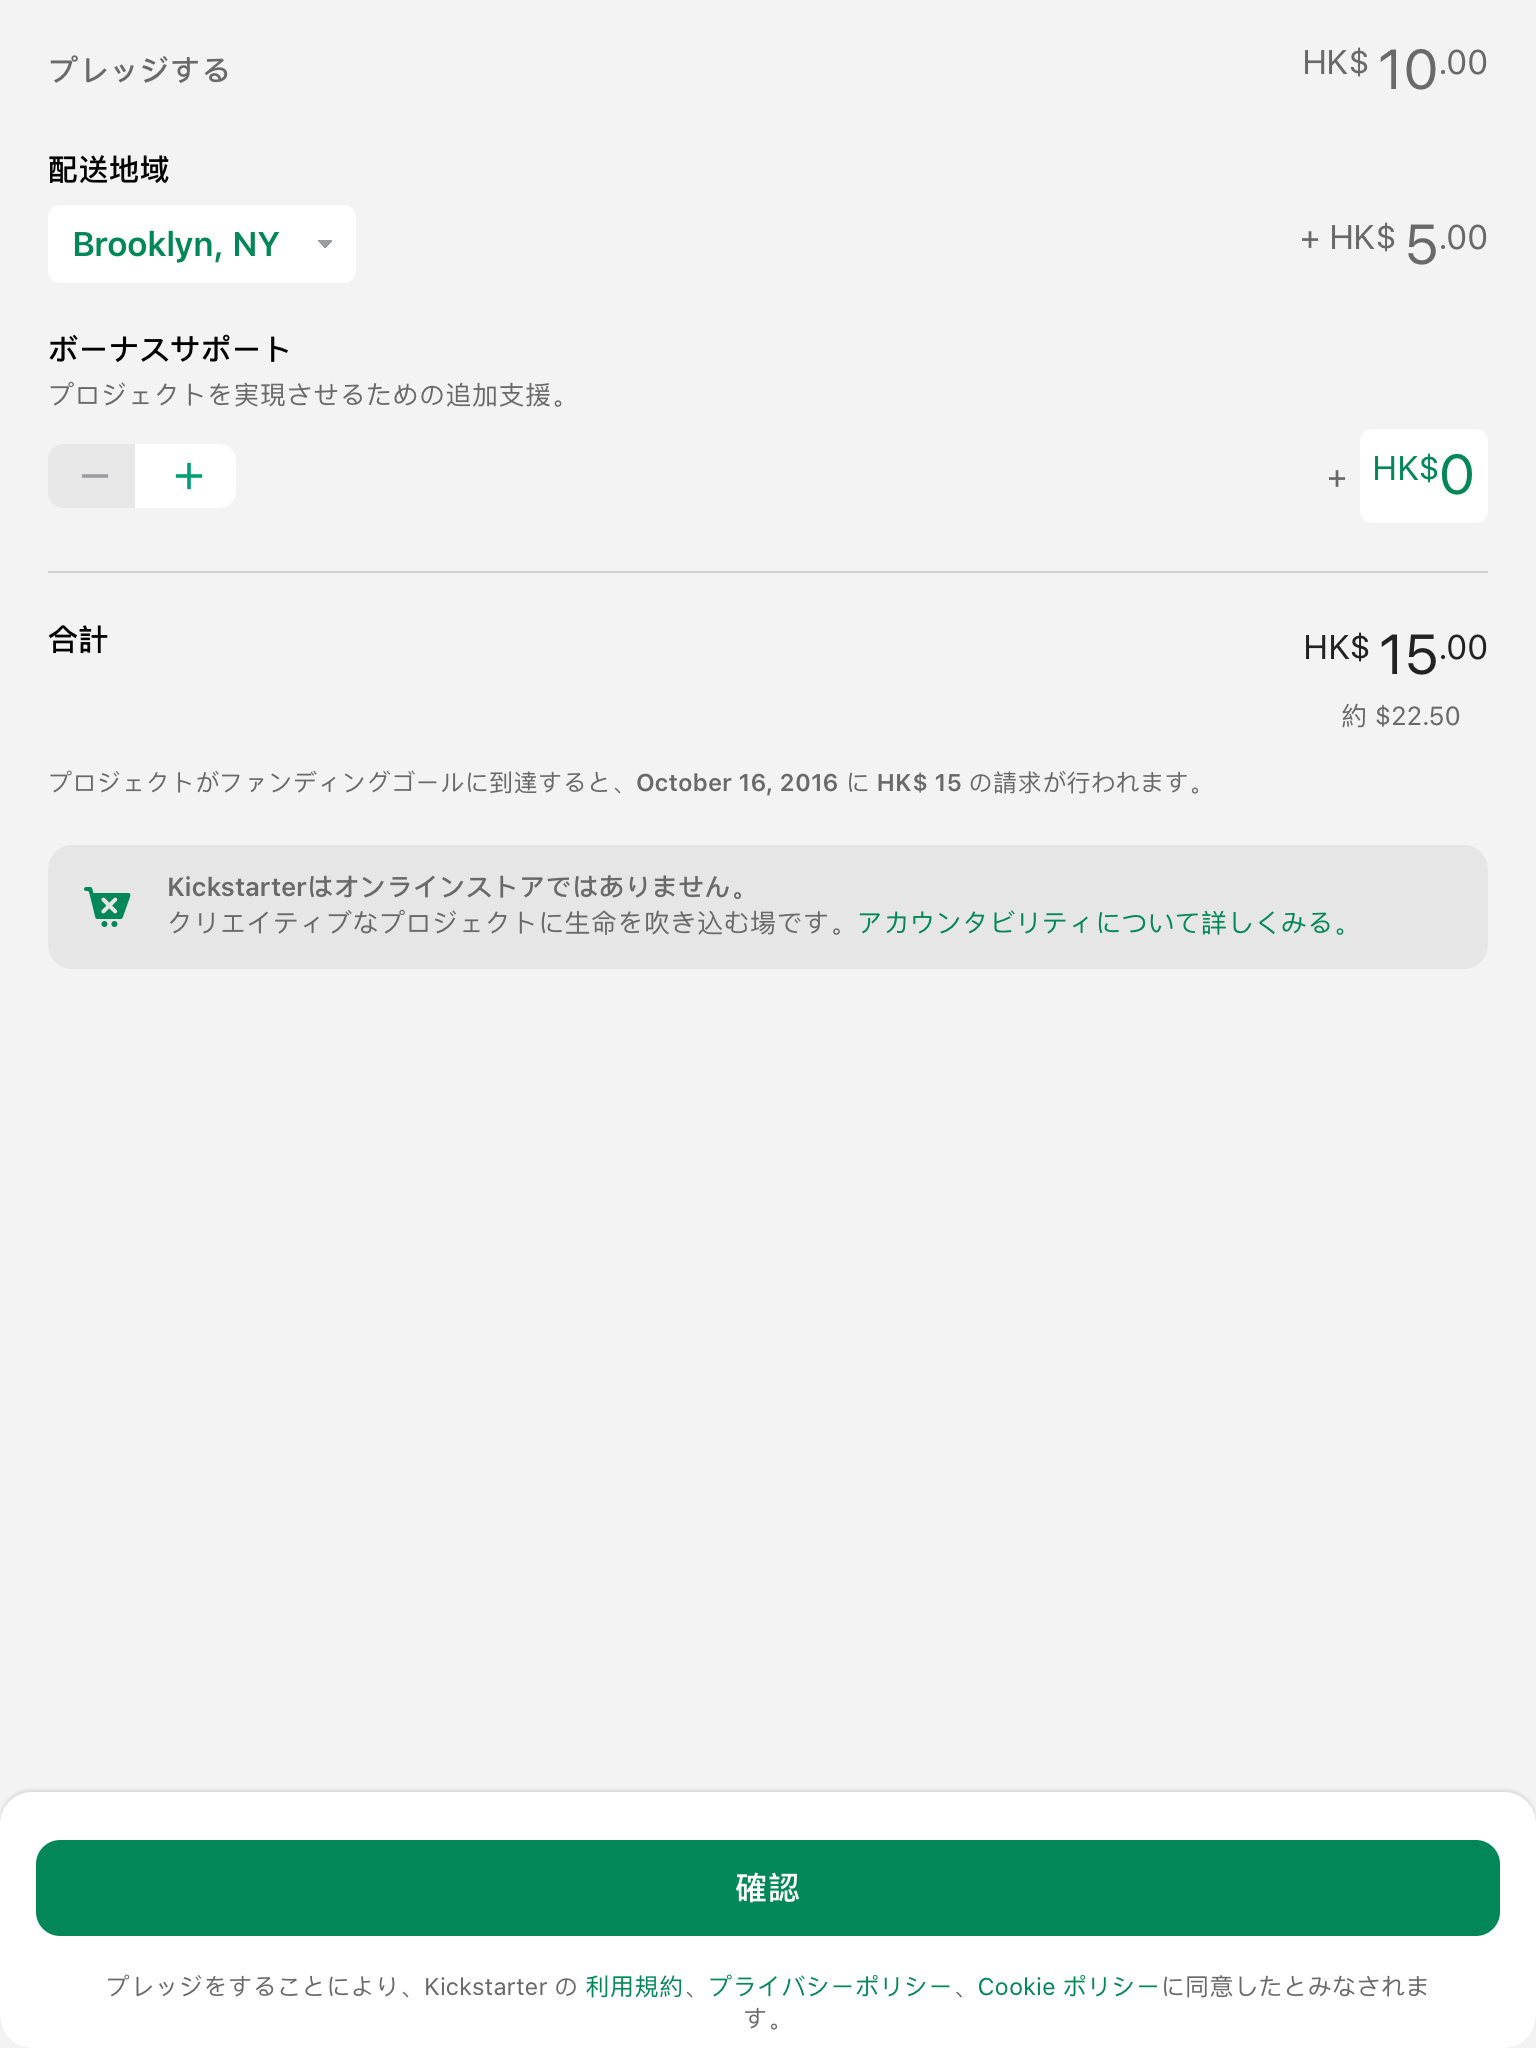 プレッジする HK$ 10.00
配送地域
Brooklyn, NY + HK$ 5.00
ボーナスサポート
プロジェクトを実現させるための追加支援。
− + + HK$0
合計 HK$ 15.00
約 $22.50
プロジェクトがファンディングゴールに到達すると、October 16, 2016 に HK$ 15 の請求が行われます。
Kickstarterはオンラインストアではありません。
クリエイティブなプロジェクトに生命を吹き込む場です。アカウンタビリティについて詳しくみる。
確認
プレッジをすることにより、Kickstarter の 利用規約、プライバシーポリシー、Cookie ポリシーに同意したとみなされま
す。